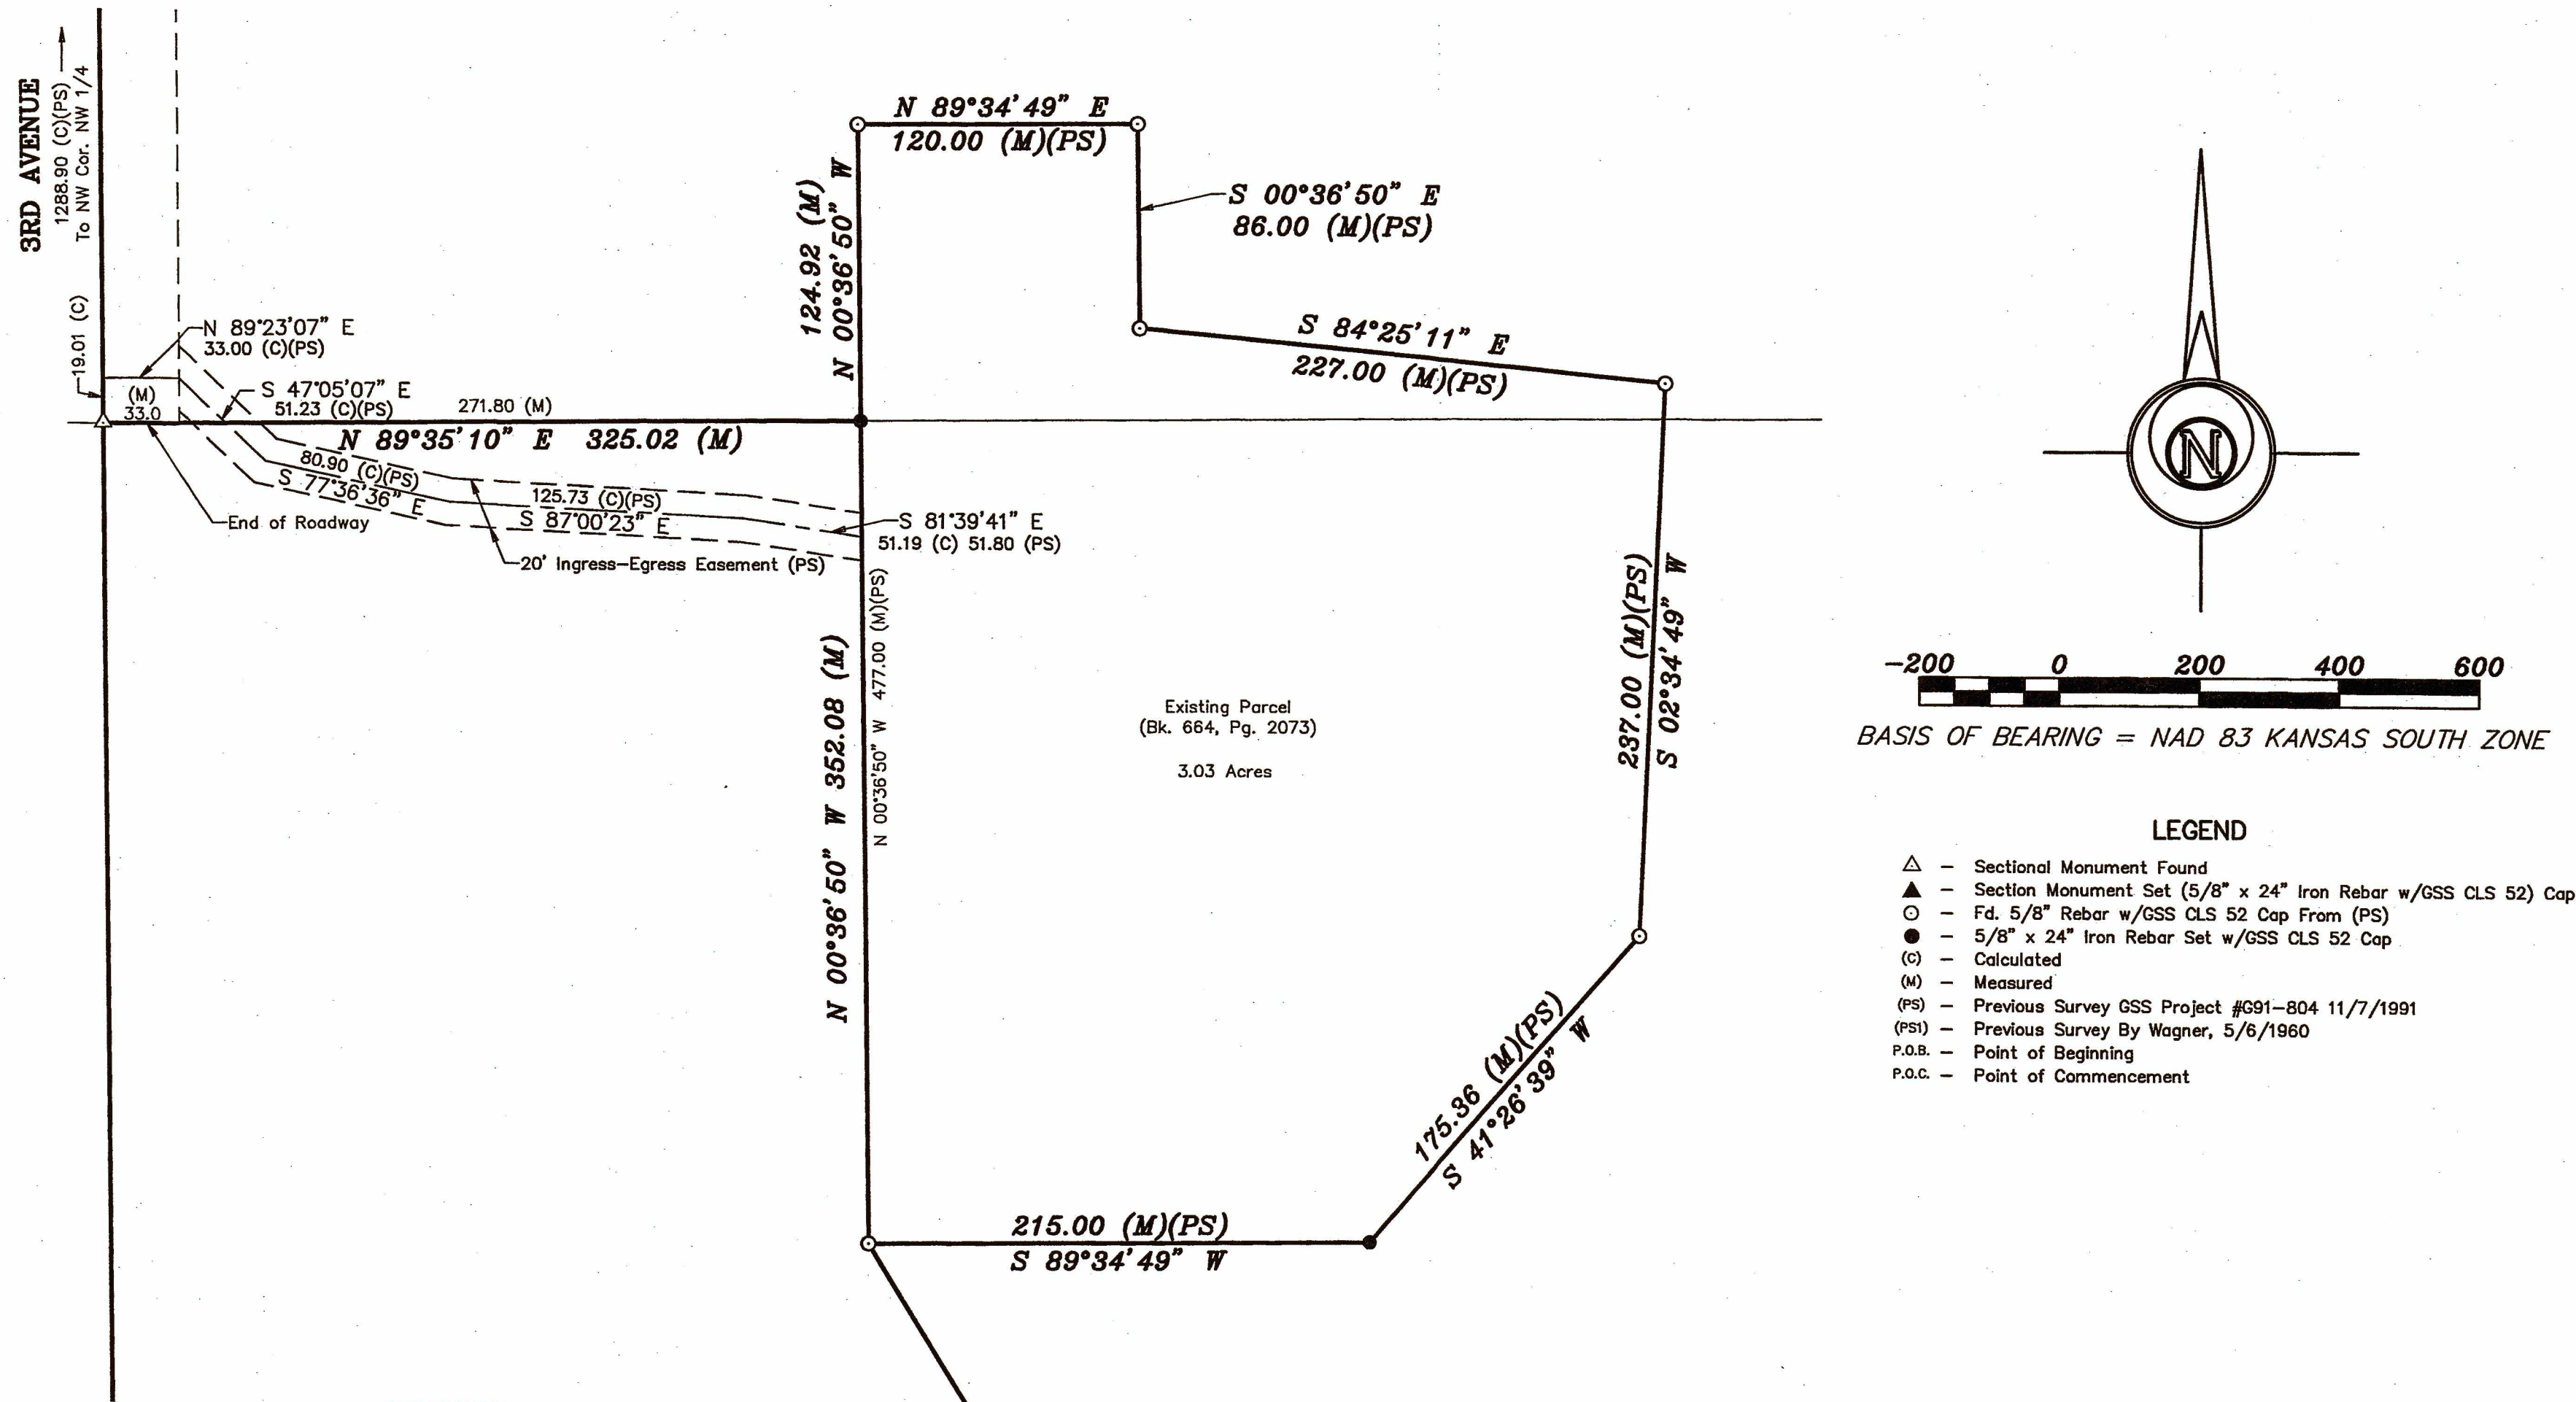 3RD AVENUE
1288.90 (C)(PS)
To NW Cor. NW 1/4
19.01 (C)
N 89°23'07" E
33.00 (C)(PS)
(M)
33.0
S 47°05'07" E
51.23 (C)(PS)
271.80 (M)
N 89°35'10" E 325.02 (M)
80.90 (C)(PS)
S 77°36'36" E
125.73 (C)(PS)
S 87°00'23" E
End of Roadway
20' Ingress-Egress Easement (PS)
S 81°39'41" E
51.19 (C) 51.80 (PS)
124.92 (M)
N 00°36'50" W
N 89°34'49" E
120.00 (M)(PS)
S 00°36'50" E
86.00 (M)(PS)
S 84°25'11" E
227.00 (M)(PS)
237.00 (M)(PS)
S 02°34'49" W
N 00°36'50" W 352.08 (M)
N 00°36'50" W 477.00 (M)(PS)
Existing Parcel
(Bk. 664, Pg. 2073)
3.03 Acres
175.36 (M)(PS)
S 41°26'39" W
215.00 (M)(PS)
S 89°34'49" W
N
-200 0 200 400 600
BASIS OF BEARING = NAD 83 KANSAS SOUTH ZONE
LEGEND
△ - Sectional Monument Found
▲ - Section Monument Set (5/8" x 24" Iron Rebar w/GSS CLS 52) Cap
⊙ - Fd. 5/8" Rebar w/GSS CLS 52 Cap From (PS)
● - 5/8" x 24" Iron Rebar Set w/GSS CLS 52 Cap
(C) - Calculated
(M) - Measured
(PS) - Previous Survey GSS Project #G91-804 11/7/1991
(PS1) - Previous Survey By Wagner, 5/6/1960
P.O.B. - Point of Beginning
P.O.C. - Point of Commencement